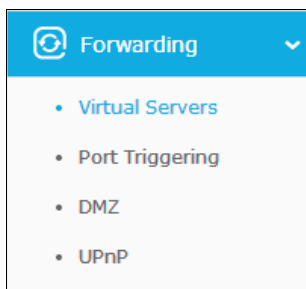 Forwarding
Virtual Servers
Port Triggering
DMZ
UPnP